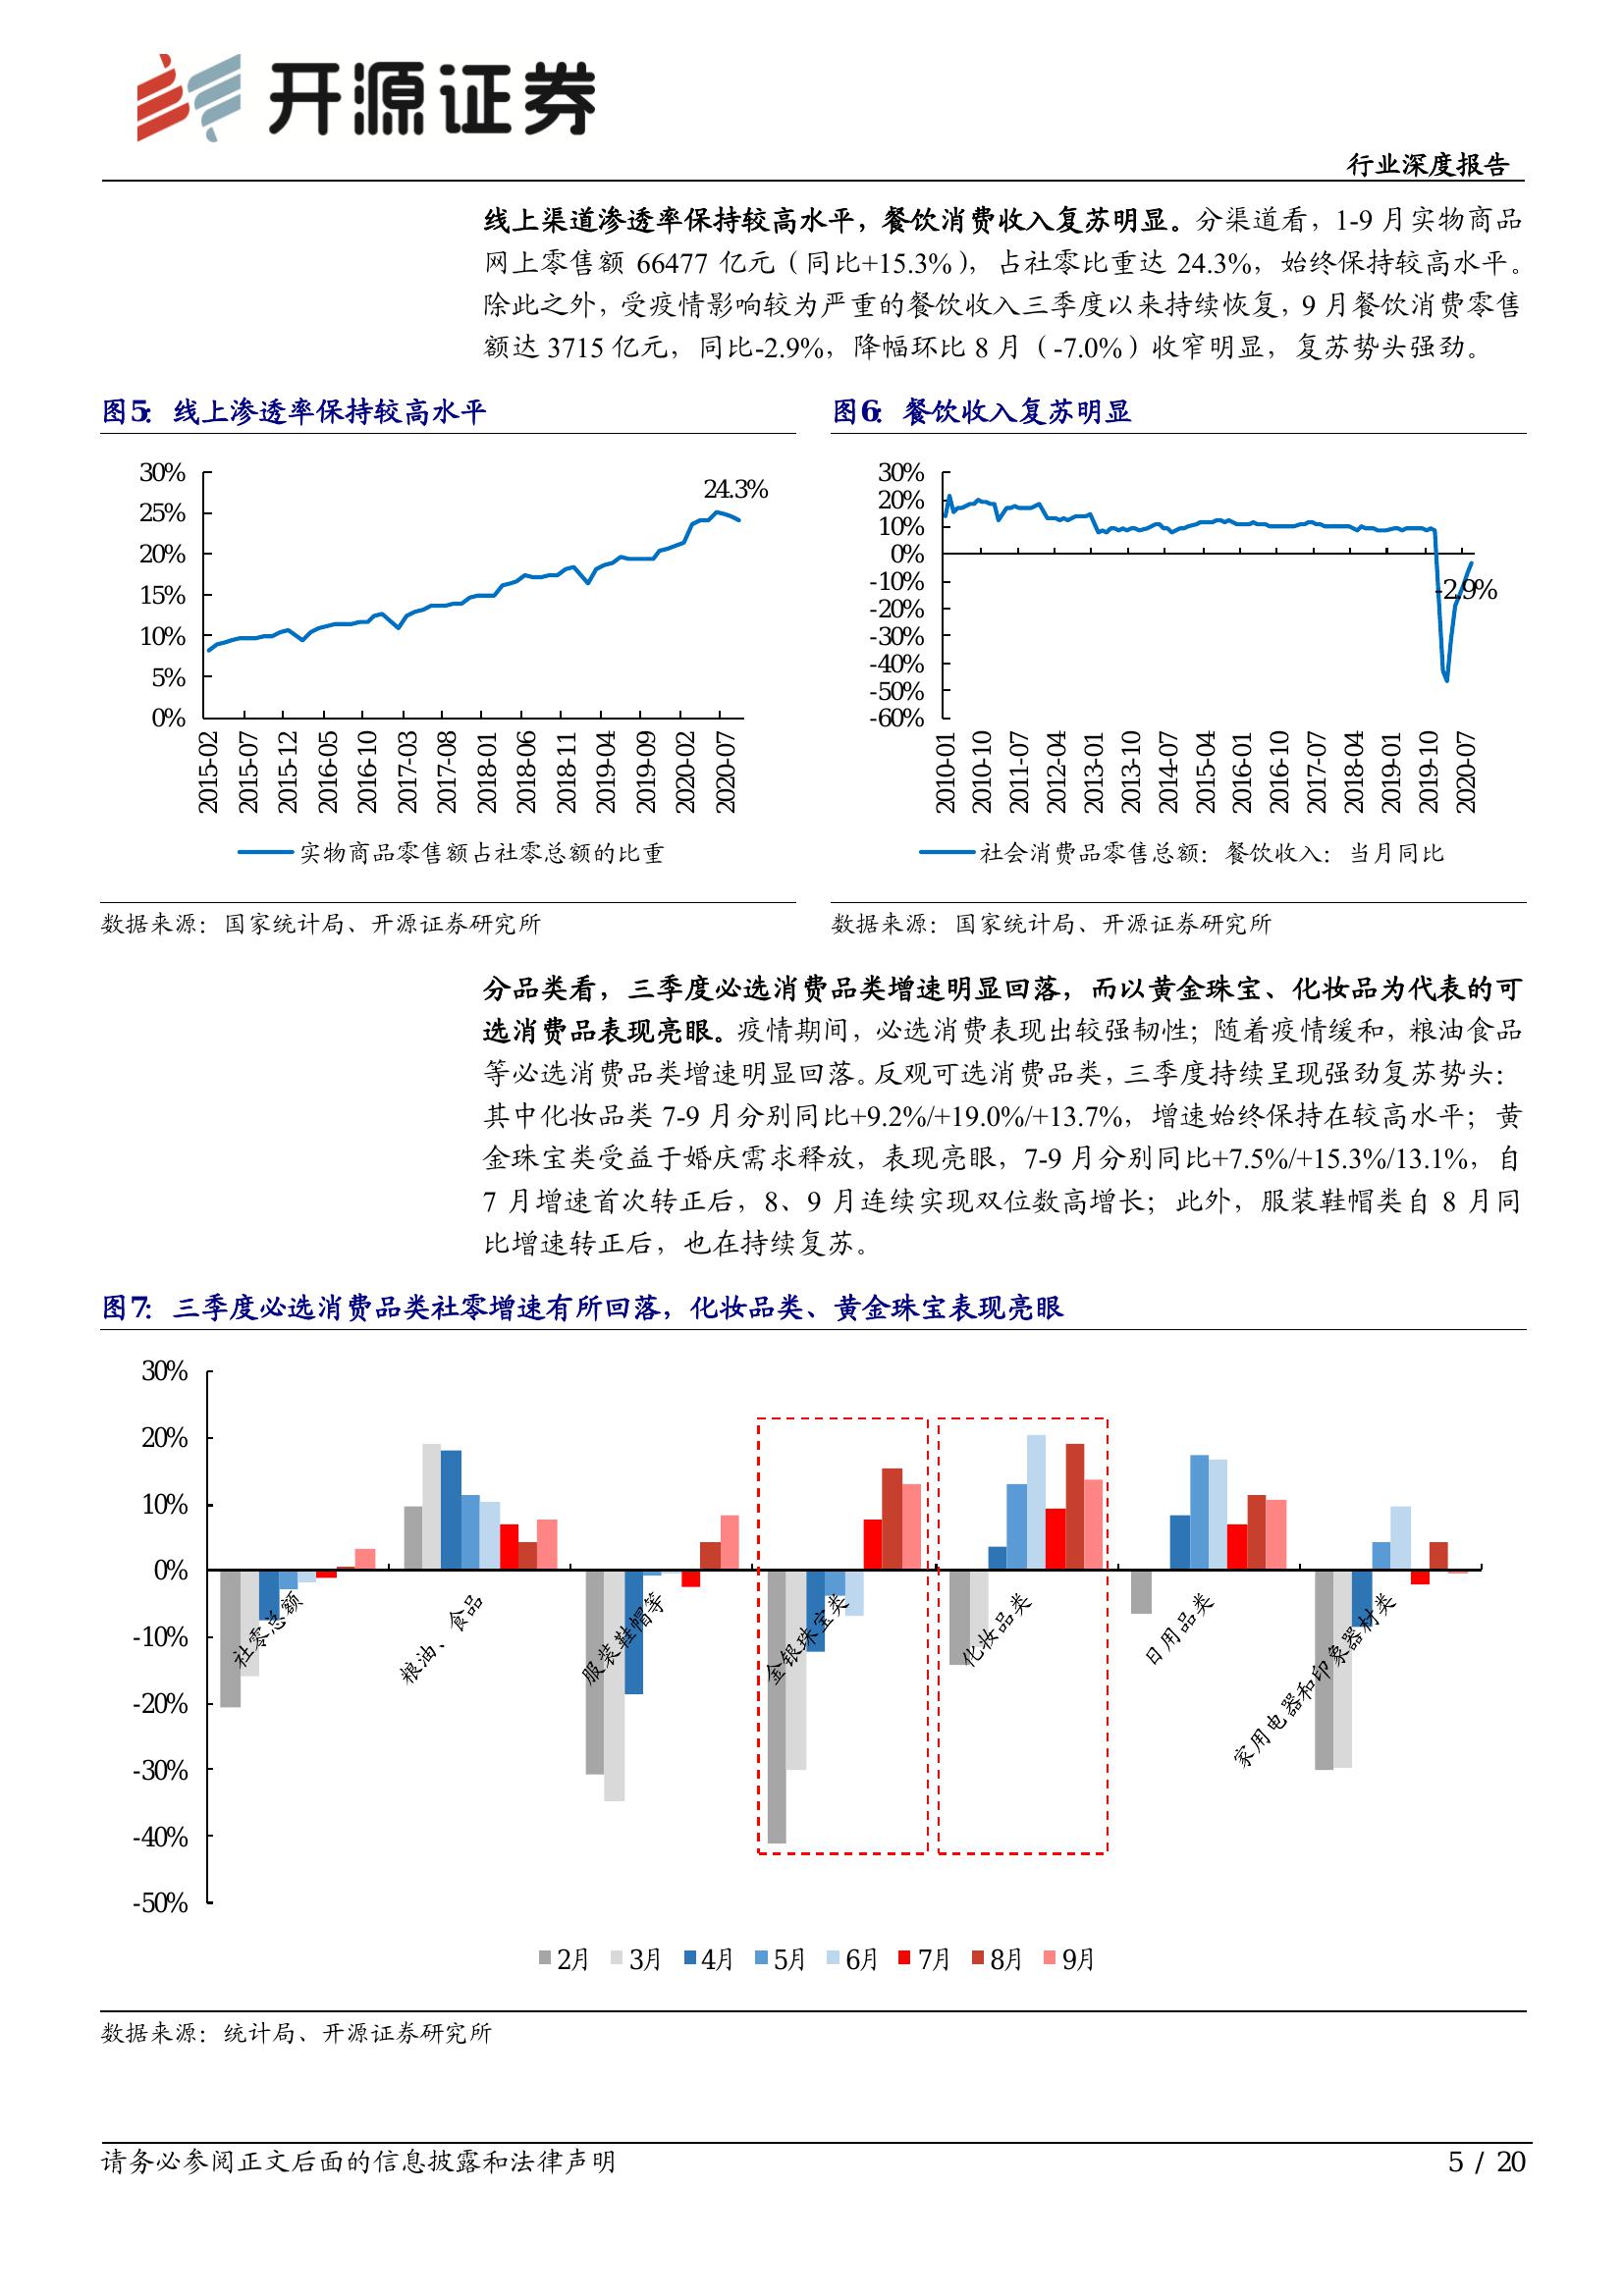 开源证券
行业深度报告
线上渠道渗透率保持较高水平，餐饮消费收入复苏明显。分渠道看，1-9 月实物商品
网上零售额 66477 亿元（同比+15.3%），占社零比重达 24.3%，始终保持较高水平。
除此之外，受疫情影响较为严重的餐饮收入三季度以来持续恢复，9 月餐饮消费零售
额达 3715 亿元，同比-2.9%，降幅环比 8 月（-7.0%）收窄明显，复苏势头强劲。
图5：线上渗透率保持较高水平
30%
25%
20%
15%
10%
5%
0%
24.3%
2015-02
2015-07
2015-12
2016-05
2016-10
2017-03
2017-08
2018-01
2018-06
2018-11
2019-04
2019-09
2020-02
2020-07
实物商品零售额占社零总额的比重
数据来源：国家统计局、开源证券研究所
图6：餐饮收入复苏明显
30%
20%
10%
0%
-10%
-20%
-30%
-40%
-50%
-60%
-2.9%
2010-01
2010-10
2011-07
2012-04
2013-01
2013-10
2014-07
2015-04
2016-01
2016-10
2017-07
2018-04
2019-01
2019-10
2020-07
社会消费品零售总额：餐饮收入：当月同比
数据来源：国家统计局、开源证券研究所
分品类看，三季度必选消费品类增速明显回落，而以黄金珠宝、化妆品为代表的可
选消费品表现亮眼。疫情期间，必选消费表现出较强韧性；随着疫情缓和，粮油食品
等必选消费品类增速明显回落。反观可选消费品类，三季度持续呈现强劲复苏势头：
其中化妆品类 7-9 月分别同比+9.2%/+19.0%/+13.7%，增速始终保持在较高水平；黄
金珠宝类受益于婚庆需求释放，表现亮眼，7-9 月分别同比+7.5%/+15.3%/13.1%，自
7 月增速首次转正后，8、9 月连续实现双位数高增长；此外，服装鞋帽类自 8 月同
比增速转正后，也在持续复苏。
图7：三季度必选消费品类社零增速有所回落，化妆品类、黄金珠宝表现亮眼
30%
20%
10%
0%
-10%
-20%
-30%
-40%
-50%
社零总额
粮油、食品
服装鞋帽等
金银珠宝类
化妆品类
日用品类
家用电器和印象器材类
2月 3月 4月 5月 6月 7月 8月 9月
数据来源：统计局、开源证券研究所
请务必参阅正文后面的信息披露和法律声明
5 / 20